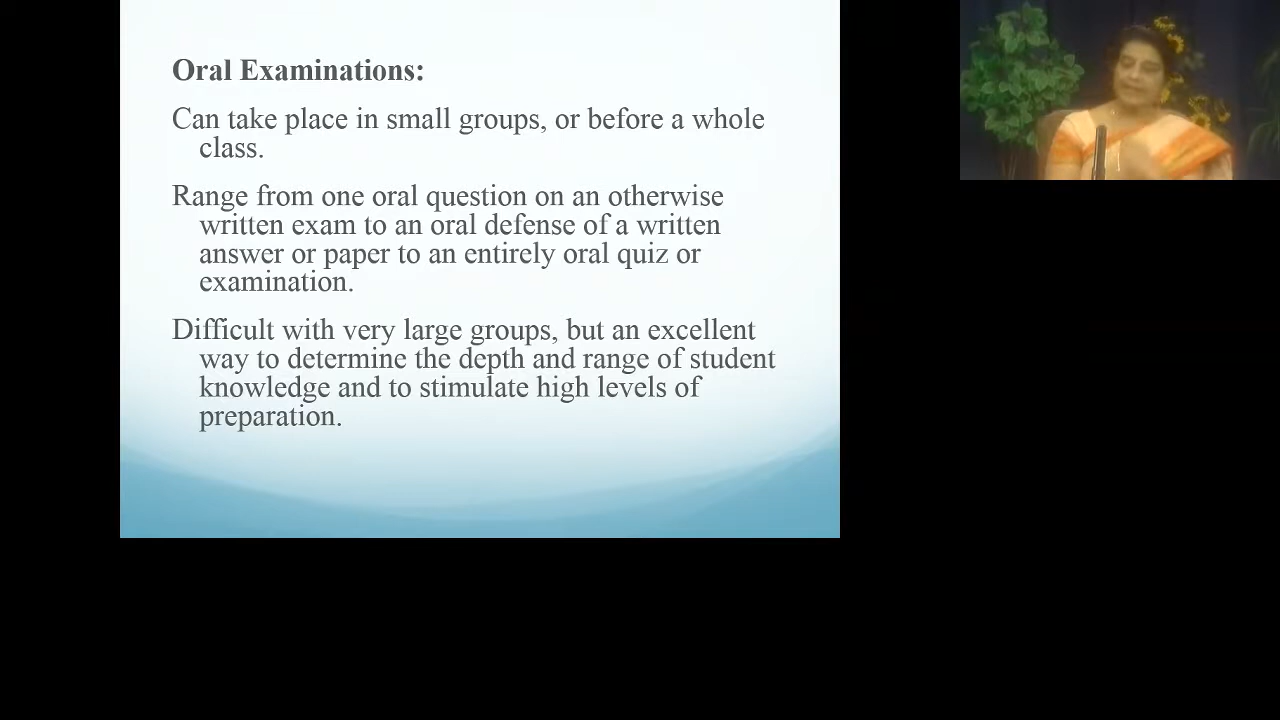 Oral Examinations:
Can take place in small groups, or before a whole
class.
Range from one oral question on an otherwise
written exam to an oral defense of a written
answer or paper to an entirely oral quiz or
examination.
Difficult with very large groups, but an excellent
way to determine the depth and range of student
knowledge and to stimulate high levels of
preparation.